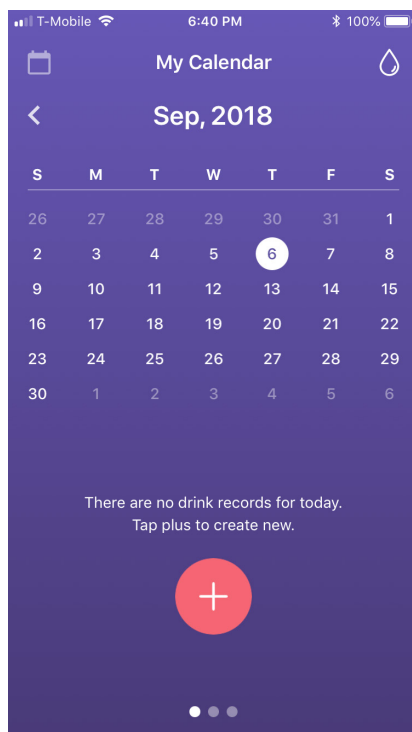 T-Mobile 6:40 PM 100%
My Calendar
Sep, 2018
S M T W T F S
26 27 28 29 30 31 1
2 3 4 5 6 7 8
9 10 11 12 13 14 15
16 17 18 19 20 21 22
23 24 25 26 27 28 29
30 1 2 3 4 5 6
There are no drink records for today.
Tap plus to create new.